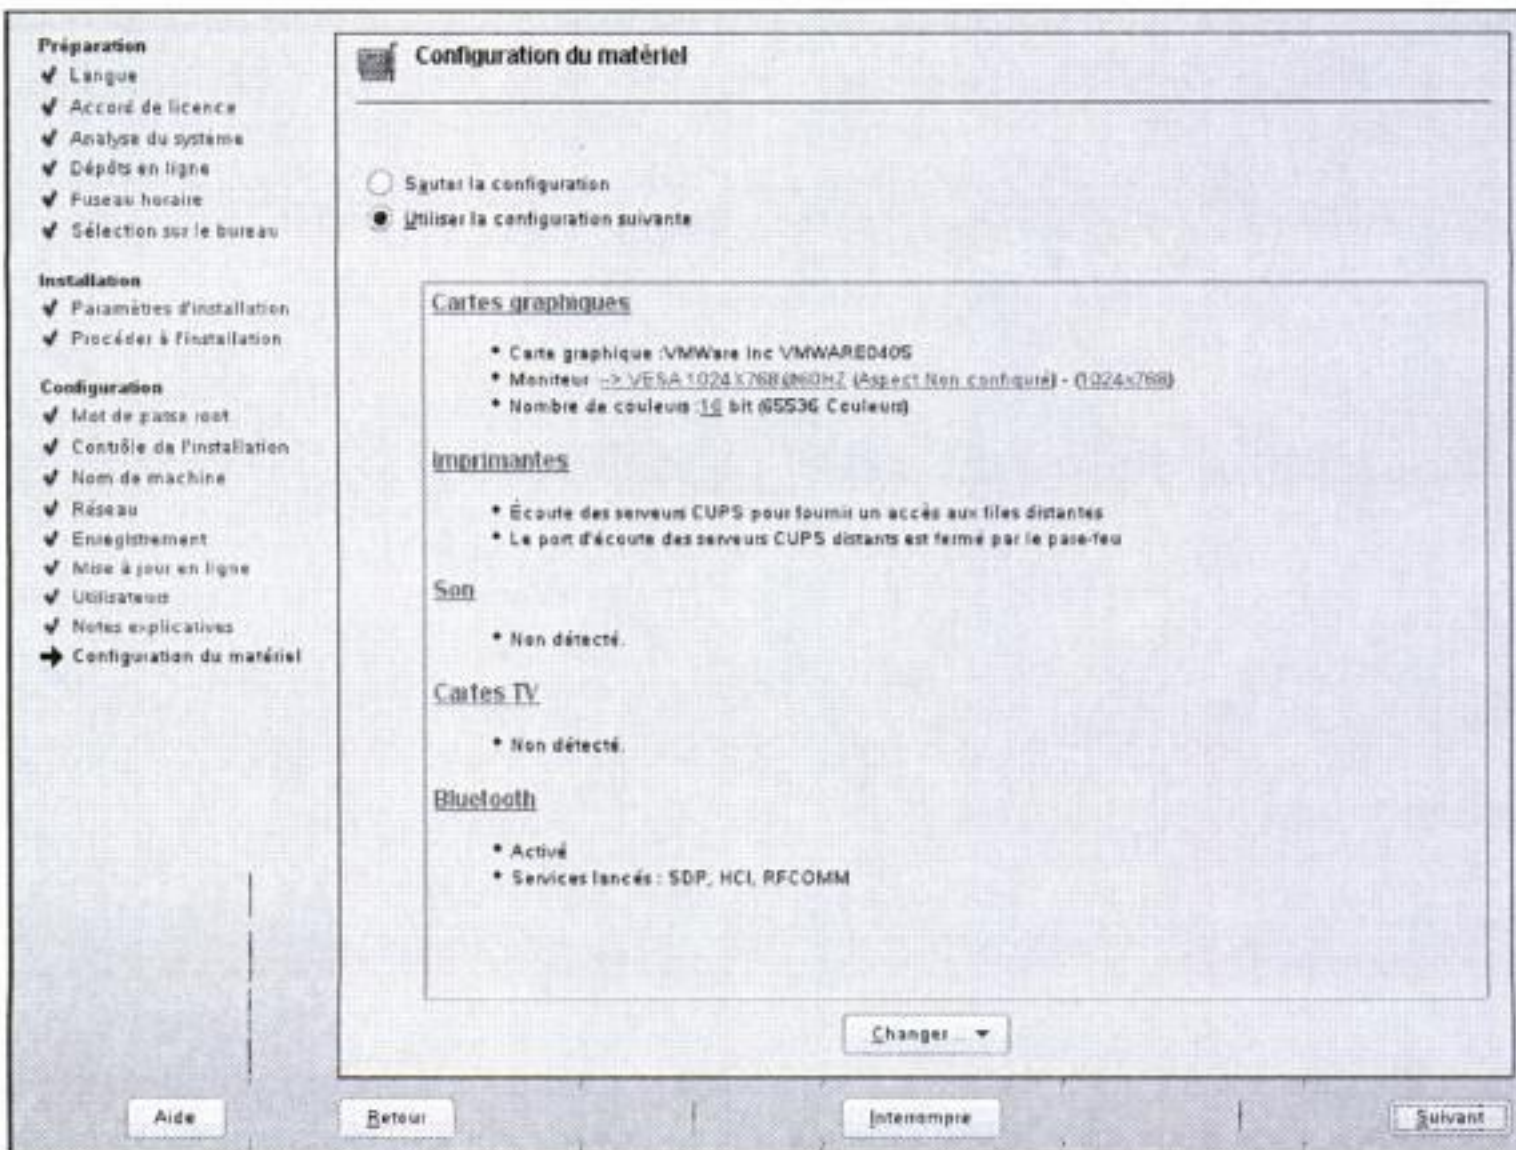 Préparation
Langue
Accord de licence
Analyse du système
Dépôts en ligne
Fuseau horaire
Sélection sur le bureau
Installation
Paramètres d'installation
Procéder à l'installation
Configuration
Mot de passe root
Contrôle de l'installation
Nom de machine
Réseau
Enregistrement
Mise à jour en ligne
Utilisateurs
Notes explicatives
Configuration du matériel
Configuration du matériel
Sauter la configuration
Utiliser la configuration suivante
Cartes graphiques
• Carte graphique :VMWare Inc VMWARE0405
• Moniteur :--> VESA 1024X768@60HZ (Aspect Non configuré) - (1024x768)
• Nombre de couleurs :16 bit (65536 Couleurs)
Imprimantes
• Écoute des serveurs CUPS pour fournir un accès aux files distantes
• Le port d'écoute des serveurs CUPS distants est fermé par le pare-feu
Son
• Non détecté.
Cartes TV
• Non détecté.
Bluetooth
• Activé
• Services lancés : SDP, HCI, RFCOMM
Changer...
Aide
Retour
Interrompre
Suivant